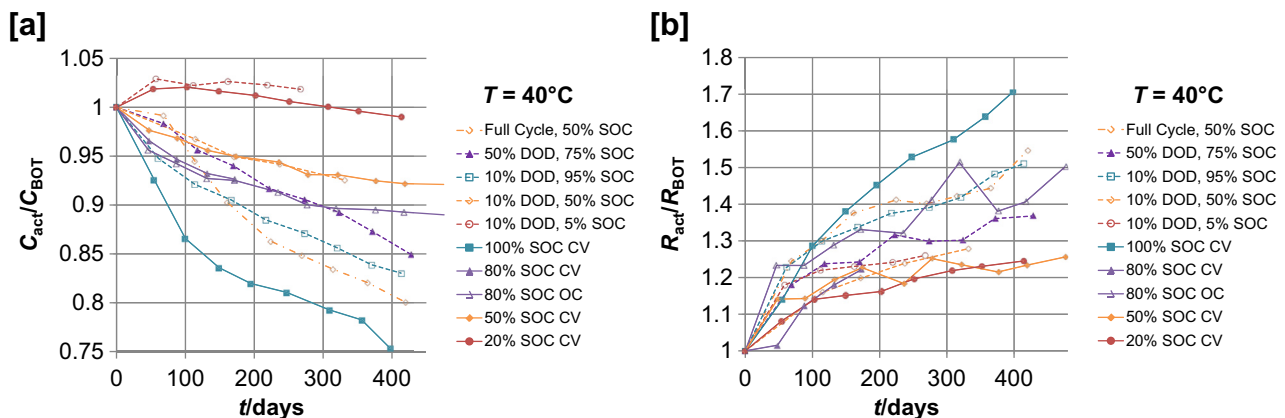 [a]
C_act/C_BOT
1.05
1
0.95
0.9
0.85
0.8
0.75
0
100
200
300
400
t/days
T = 40°C
Full Cycle, 50% SOC
50% DOD, 75% SOC
10% DOD, 95% SOC
10% DOD, 50% SOC
10% DOD, 5% SOC
100% SOC CV
80% SOC CV
80% SOC OC
50% SOC CV
20% SOC CV
[b]
R_act/R_BOT
1.8
1.7
1.6
1.5
1.4
1.3
1.2
1.1
1
0
100
200
300
400
t/days
T = 40°C
Full Cycle, 50% SOC
50% DOD, 75% SOC
10% DOD, 95% SOC
10% DOD, 50% SOC
10% DOD, 5% SOC
100% SOC CV
80% SOC CV
80% SOC OC
50% SOC CV
20% SOC CV